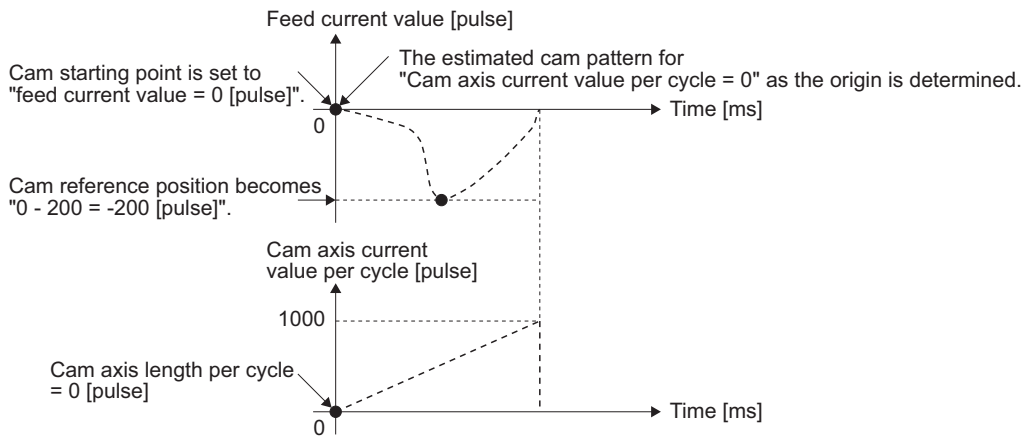 Feed current value [pulse]
Cam starting point is set to
"feed current value = 0 [pulse]".
The estimated cam pattern for
"Cam axis current value per cycle = 0" as the origin is determined.
0
Time [ms]
Cam reference position becomes
"0 - 200 = -200 [pulse]".
Cam axis current
value per cycle [pulse]
1000
Cam axis length per cycle
= 0 [pulse]
0
Time [ms]